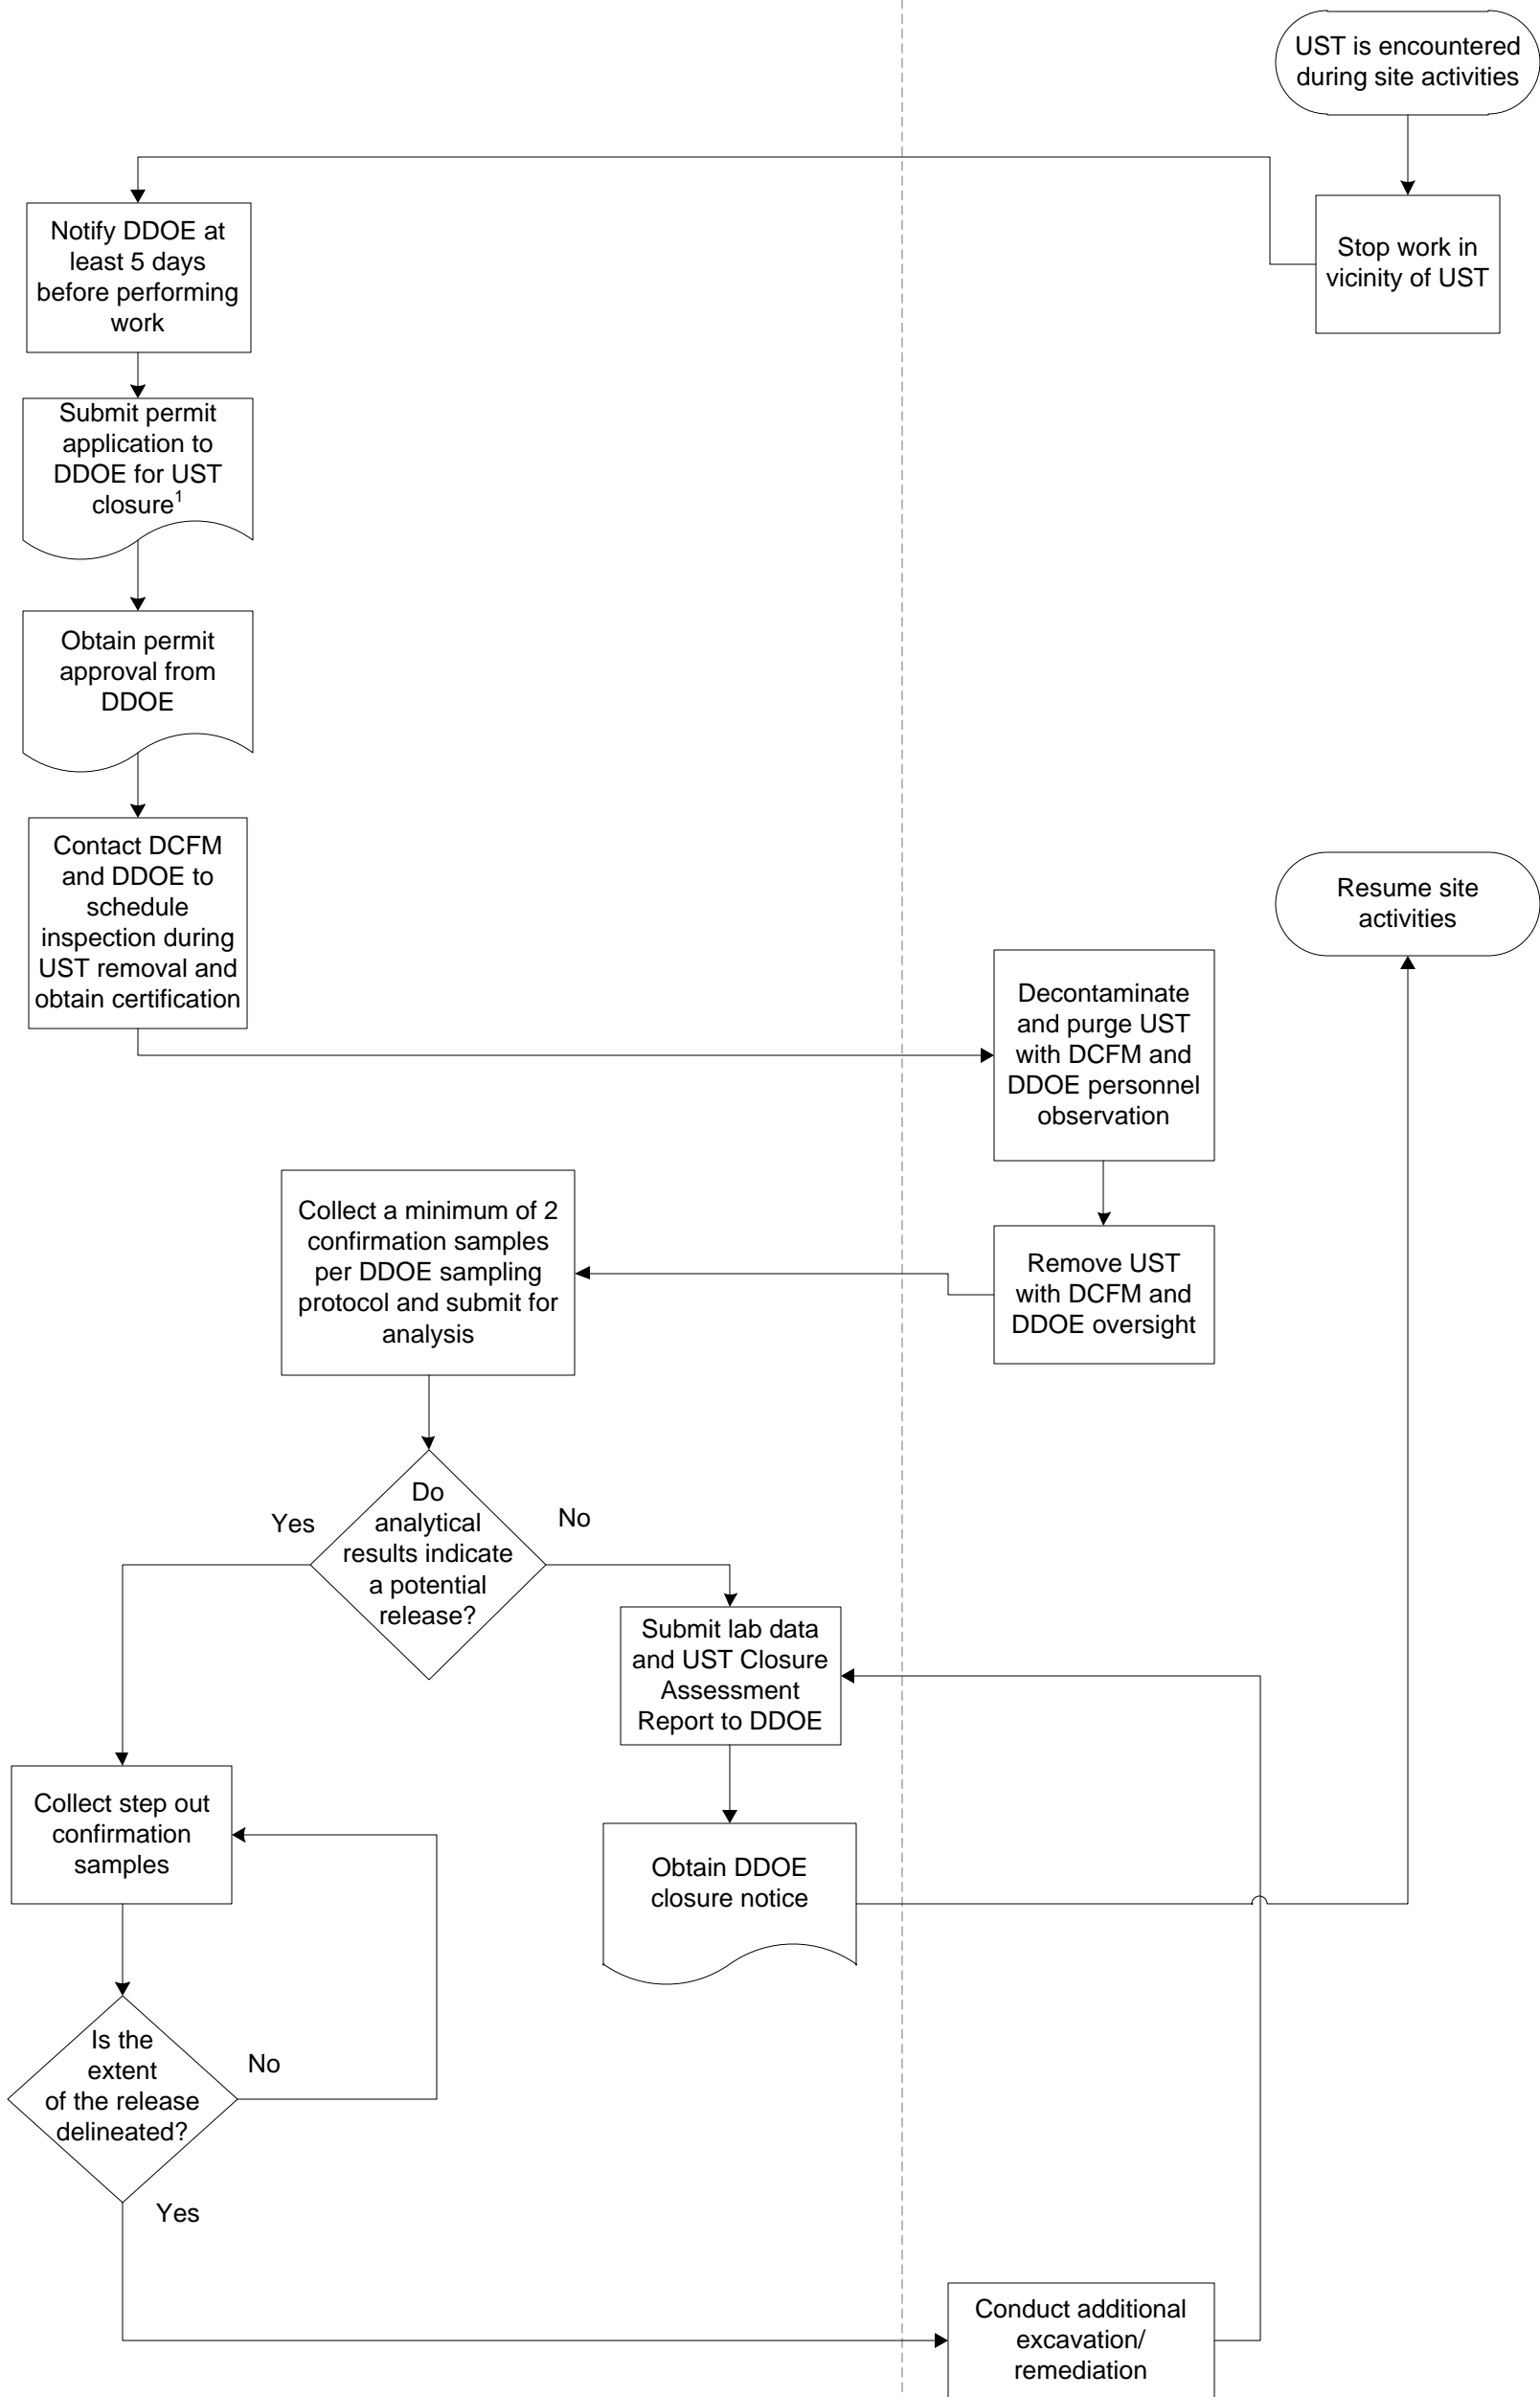 UST is encountered
during site activities
Stop work in
vicinity of UST
Notify DDOE at
least 5 days
before performing
work
Submit permit
application to
DDOE for UST
closure1
Obtain permit
approval from
DDOE
Contact DCFM
and DDOE to
schedule
inspection during
UST removal and
obtain certification
Decontaminate
and purge UST
with DCFM and
DDOE personnel
observation
Remove UST
with DCFM and
DDOE oversight
Collect a minimum of 2
confirmation samples
per DDOE sampling
protocol and submit for
analysis
Do
analytical
results indicate
a potential
release?
Yes
No
Submit lab data
and UST Closure
Assessment
Report to DDOE
Obtain DDOE
closure notice
Resume site
activities
Collect step out
confirmation
samples
Is the
extent
of the release
delineated?
No
Yes
Conduct additional
excavation/
remediation